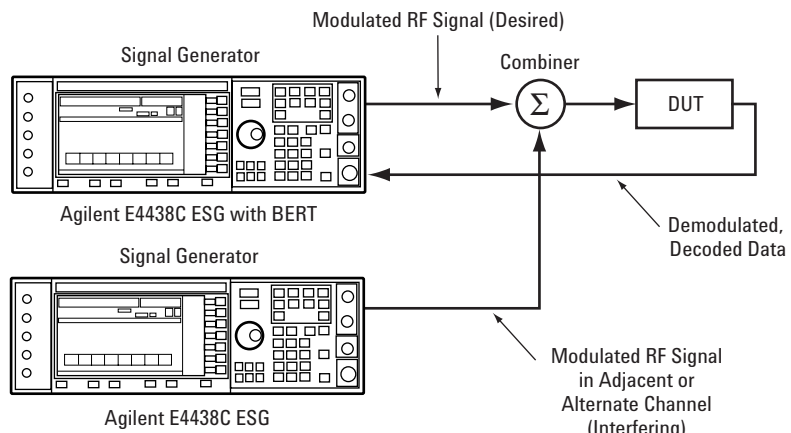 Modulated RF Signal (Desired)
Signal Generator
Combiner
Σ
DUT
Agilent E4438C ESG with BERT
Demodulated,
Decoded Data
Signal Generator
Modulated RF Signal
in Adjacent or
Alternate Channel
(Interfering)
Agilent E4438C ESG